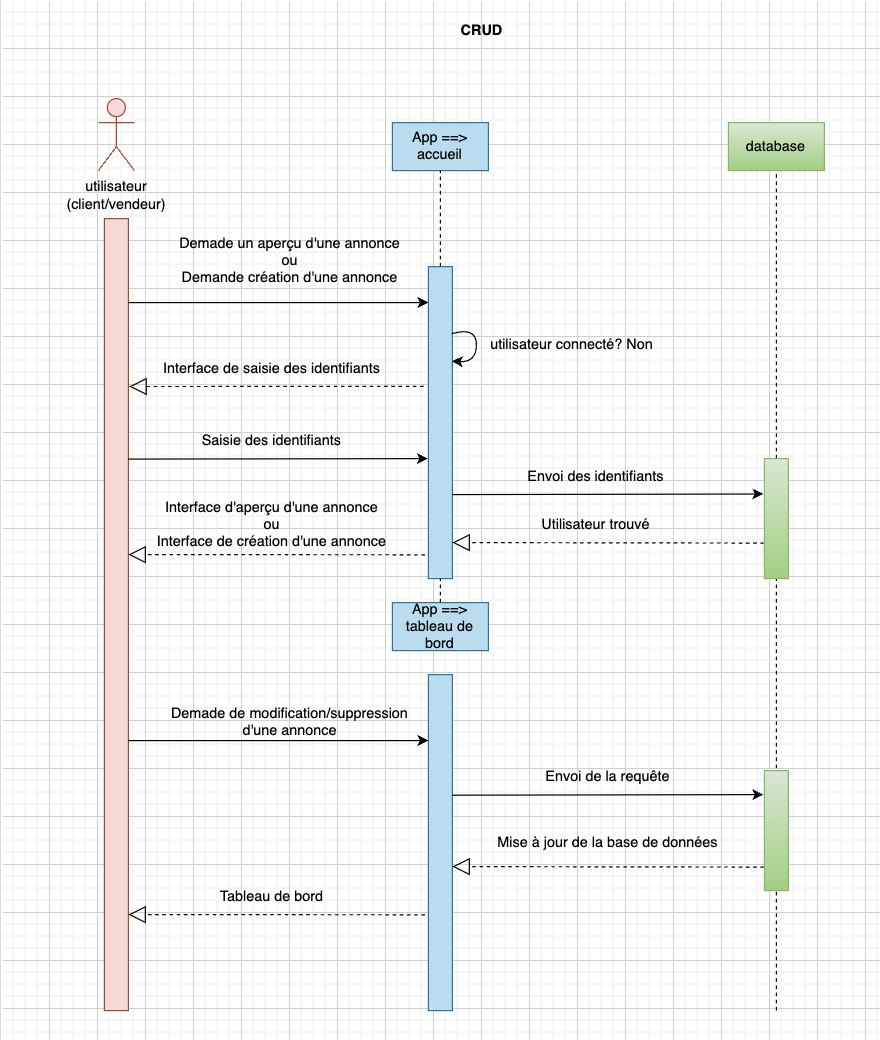 CRUD
App ==>
accueil
database
utilisateur
(client/vendeur)
Demade un aperçu d'une annonce
ou
Demande création d'une annonce
utilisateur connecté? Non
Interface de saisie des identifiants
Saisie des identifiants
Envoi des identifiants
Interface d'aperçu d'une annonce
ou
Interface de création d'une annonce
Utilisateur trouvé
App ==>
tableau de
bord
Demade de modification/suppression
d'une annonce
Envoi de la requête
Mise à jour de la base de données
Tableau de bord